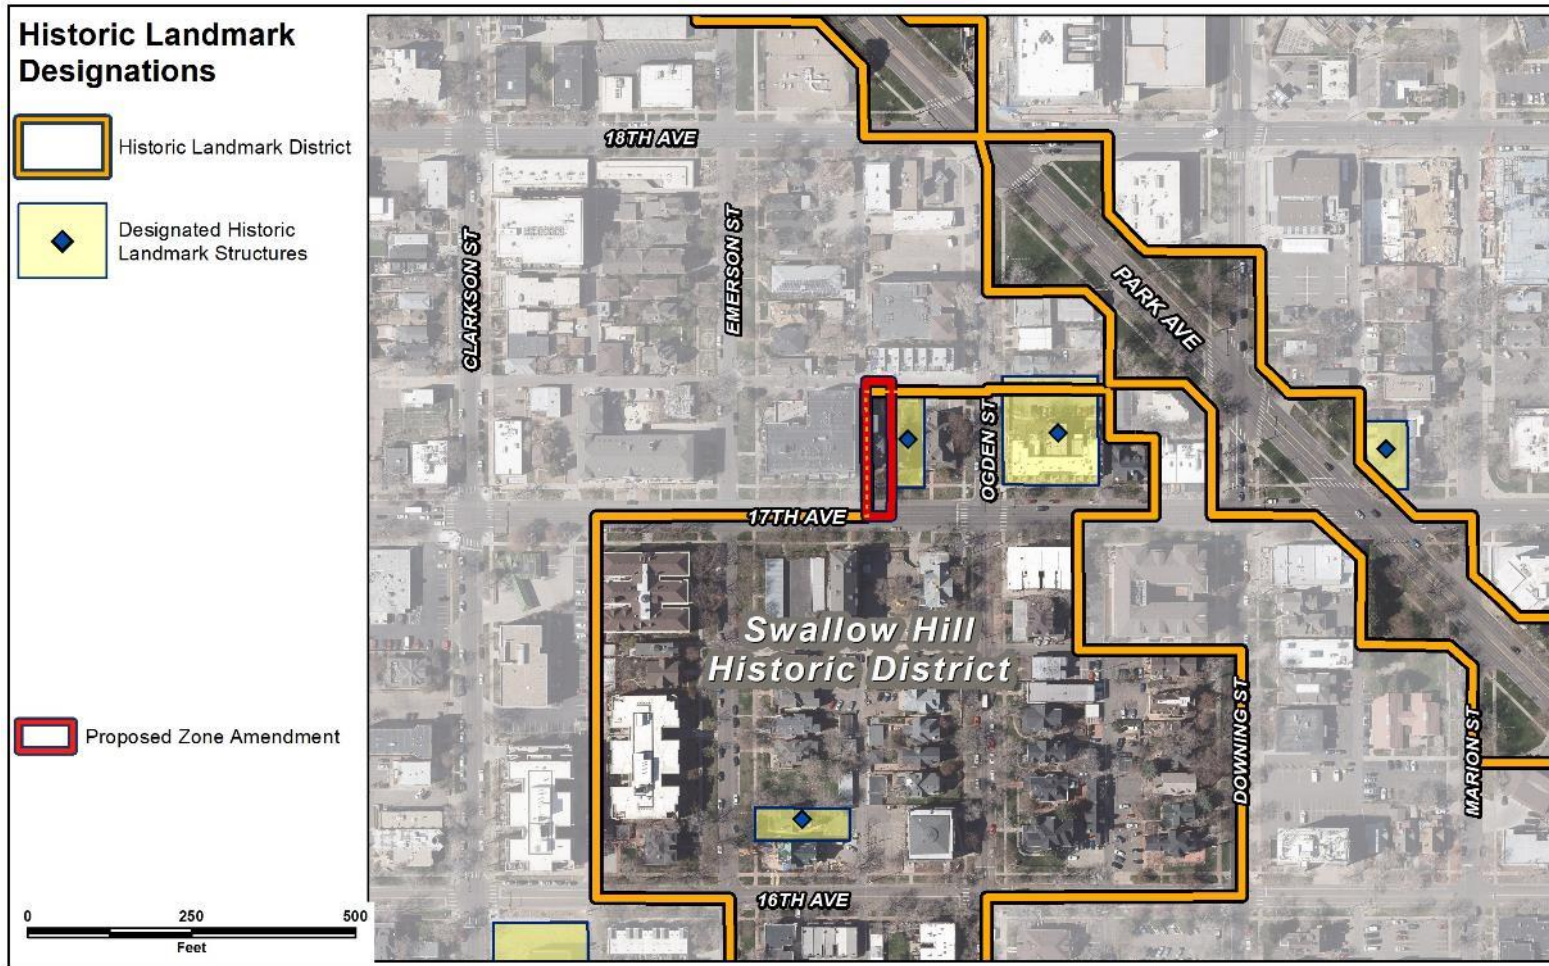 Historic Landmark
Designations
Historic Landmark District
Designated Historic
Landmark Structures
Proposed Zone Amendment
0
250
500
Feet
18TH AVE
CLARKSON ST
EMERSON ST
PARK AVE
OGDEN ST
17TH AVE
Swallow Hill
Historic District
DOWNING ST
MARION ST
16TH AVE